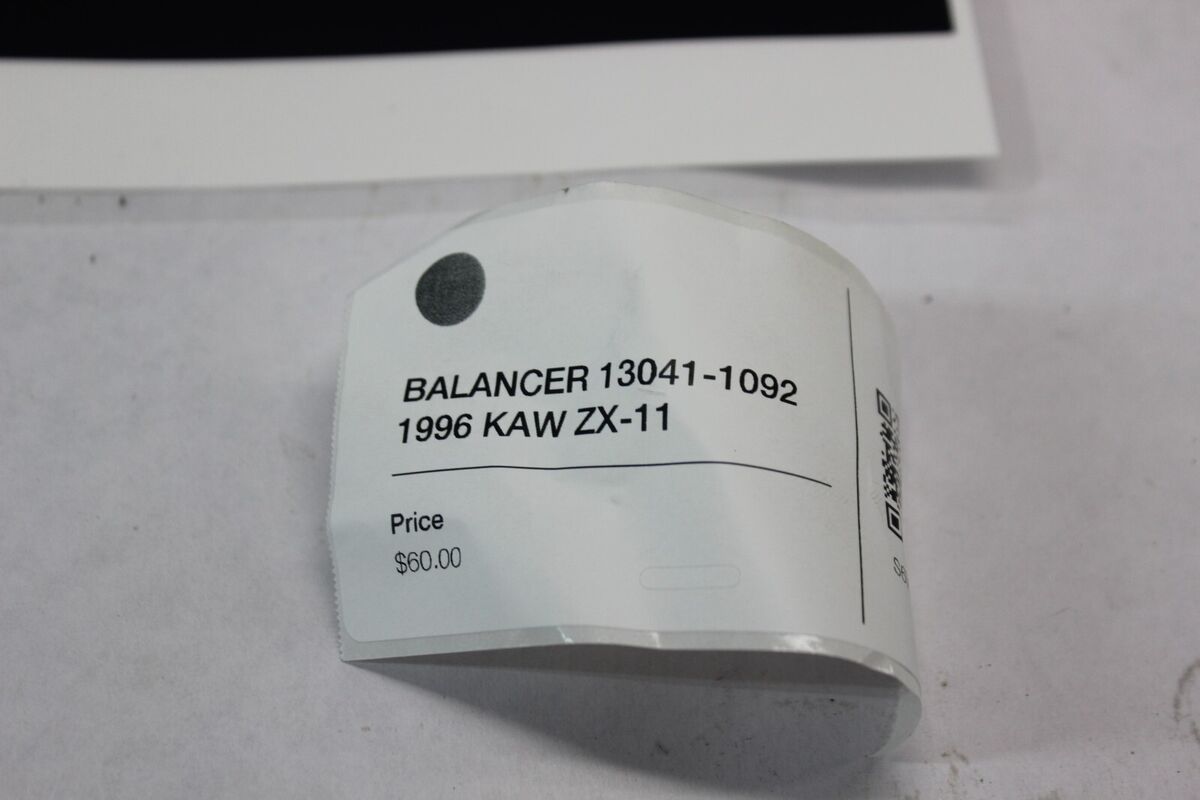 BALANCER 13041-1092
1996 KAW ZX-11
Price
$60.00